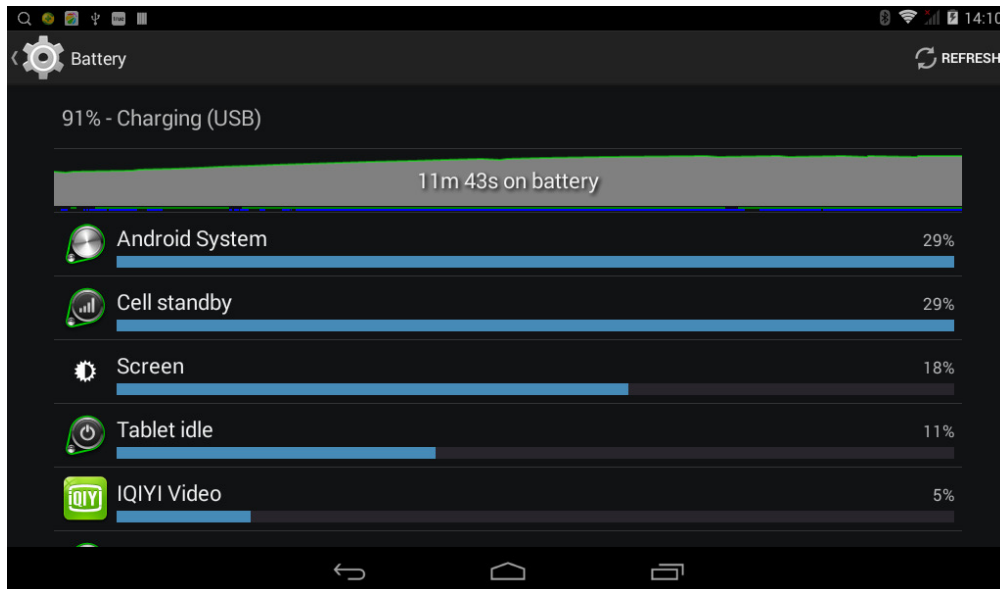 14:10
Battery
REFRESH
91% - Charging (USB)
11m 43s on battery
Android System 29%
Cell standby 29%
Screen 18%
Tablet idle 11%
iQIYI
IQIYI Video 5%